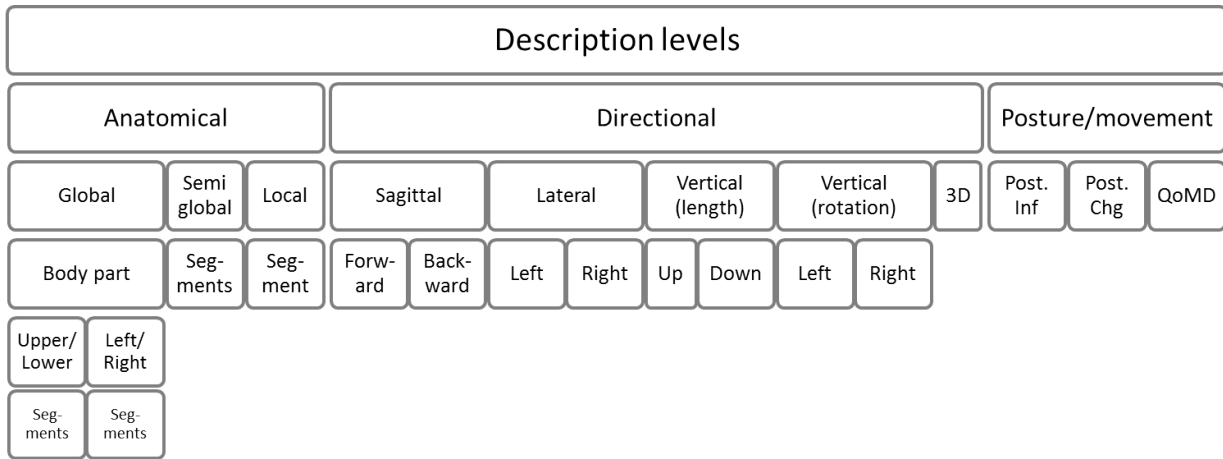 Description levels
Anatomical
Directional
Posture/movement
Global
Semi
global
Local
Sagittal
Lateral
Vertical
(length)
Vertical
(rotation)
3D
Post.
Inf
Post.
Chg
QoMD
Body part
Seg-
ments
Seg-
ment
Forw-
ard
Back-
ward
Left
Right
Up
Down
Left
Right
Upper/
Lower
Left/
Right
Seg-
ments
Seg-
ments